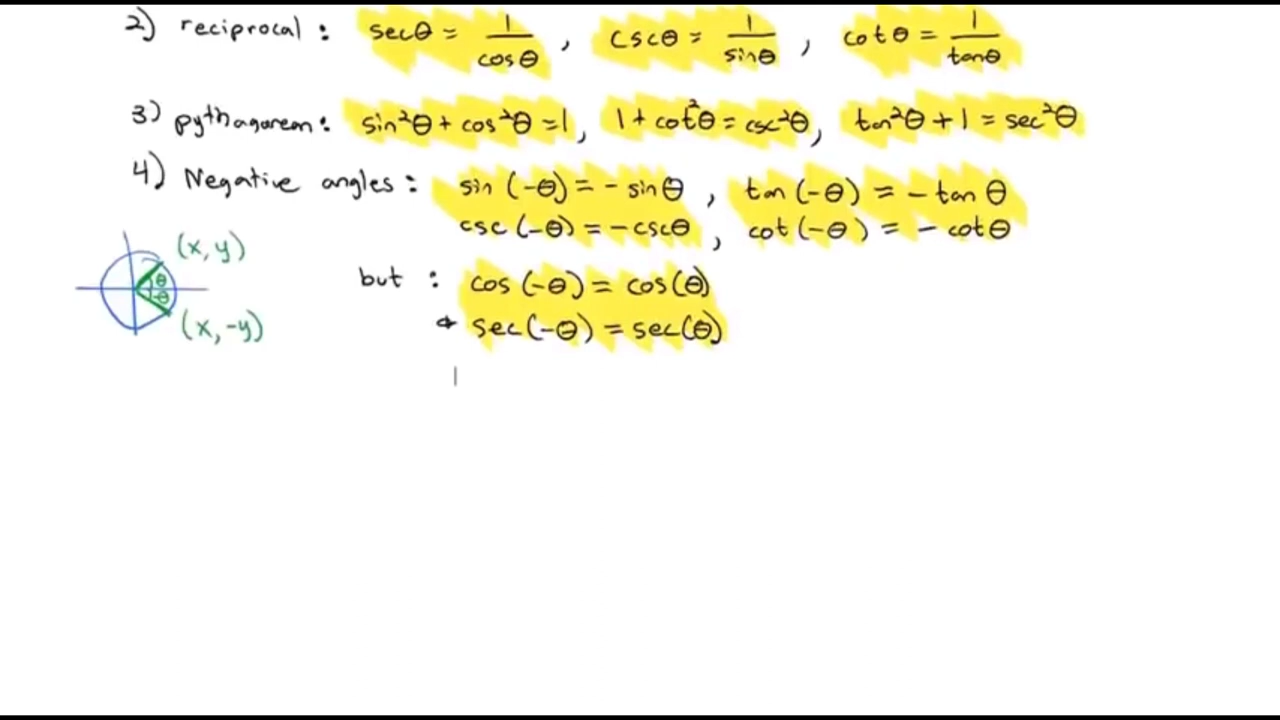 2) reciprocal : secθ = 1/cosθ , cscθ = 1/sinθ , cotθ = 1/tanθ
3) pythagorem: sin²θ + cos²θ =1, 1 + cot²θ = csc²θ, tan²θ + 1 = sec²θ
4) Negative angles : sin (-θ) = - sinθ , tan (-θ) = - tan θ
csc (-θ) = -cscθ , cot (-θ) = - cotθ
(x, y)
θ
-θ
(x, -y)
but : cos (-θ) = cos(θ)
& sec (-θ) = sec(θ)